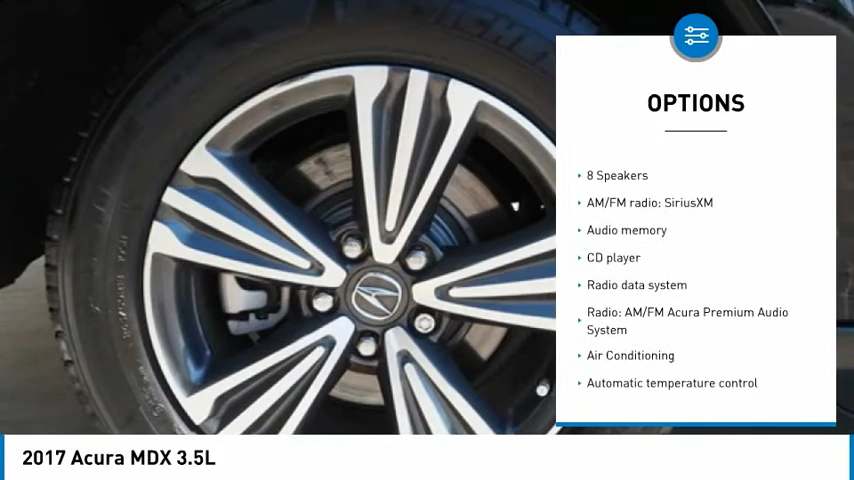 OPTIONS
8 Speakers
AM/FM radio: SiriusXM
Audio memory
CD player
Radio data system
Radio: AM/FM Acura Premium Audio
System
Air Conditioning
Automatic temperature control
2017 Acura MDX 3.5L